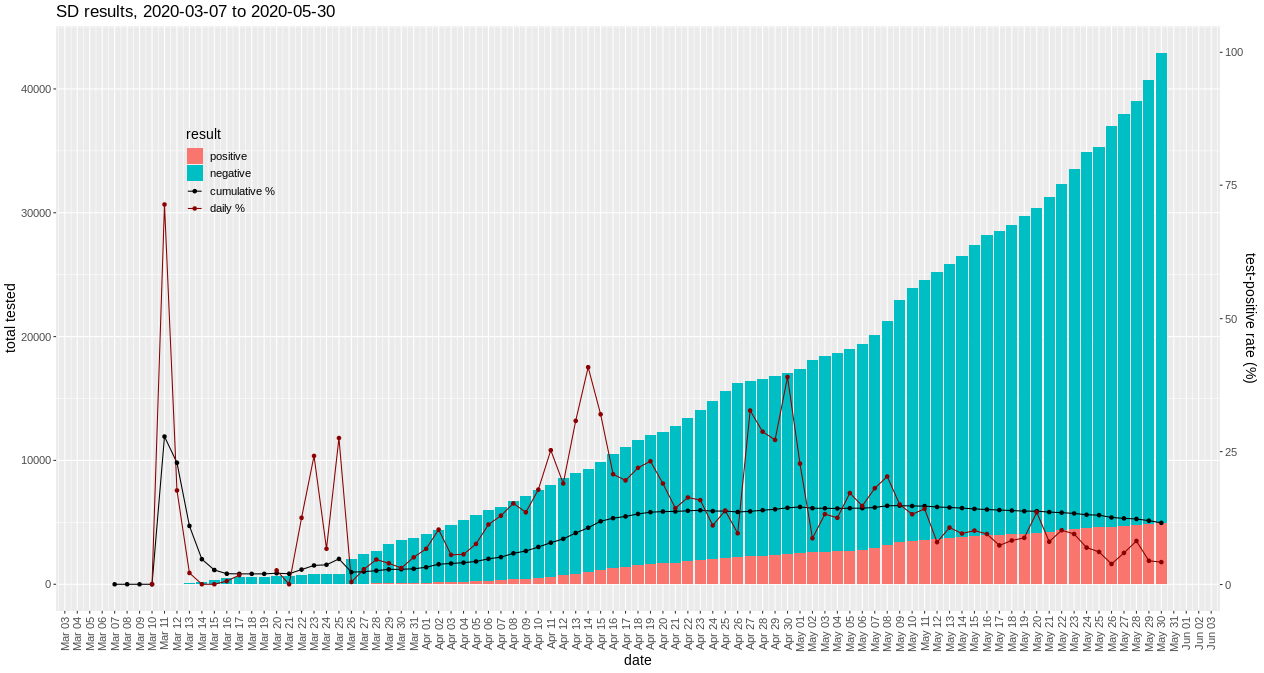 SD results, 2020-03-07 to 2020-05-30
total tested
40000
30000
20000
10000
0
result
positive
negative
cumulative %
daily %
100
75
50
25
0
test-positive rate (%)
Mar 03
Mar 04
Mar 05
Mar 06
Mar 07
Mar 08
Mar 09
Mar 10
Mar 11
Mar 12
Mar 13
Mar 14
Mar 15
Mar 16
Mar 17
Mar 18
Mar 19
Mar 20
Mar 21
Mar 22
Mar 23
Mar 24
Mar 25
Mar 26
Mar 27
Mar 28
Mar 29
Mar 30
Mar 31
Apr 01
Apr 02
Apr 03
Apr 04
Apr 05
Apr 06
Apr 07
Apr 08
Apr 09
Apr 10
Apr 11
Apr 12
Apr 13
Apr 14
Apr 15
Apr 16
Apr 17
Apr 18
Apr 19
Apr 20
Apr 21
Apr 22
Apr 23
Apr 24
Apr 25
Apr 26
Apr 27
Apr 28
Apr 29
Apr 30
May 01
May 02
May 03
May 04
May 05
May 06
May 07
May 08
May 09
May 10
May 11
May 12
May 13
May 14
May 15
May 16
May 17
May 18
May 19
May 20
May 21
May 22
May 23
May 24
May 25
May 26
May 27
May 28
May 29
May 30
May 31
Jun 01
Jun 02
Jun 03
date